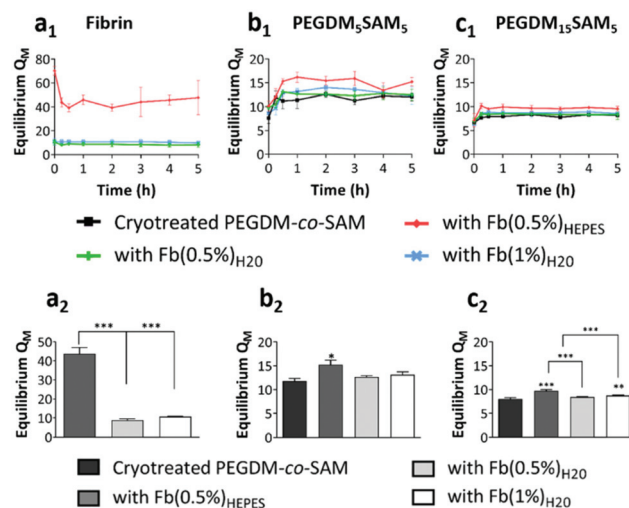 a1 Fibrin
b1 PEGDM5SAM5
c1 PEGDM15SAM5
Equilibrium QM
80
60
40
20
0
0 1 2 3 4 5
Time (h)
Equilibrium QM
20
15
10
5
0
0 1 2 3 4 5
Time (h)
Equilibrium QM
20
15
10
5
0
0 1 2 3 4 5
Time (h)
Cryotreated PEGDM-co-SAM
with Fb(0.5%)HEPES
with Fb(0.5%)H20
with Fb(1%)H20
a2
Equilibrium QM
50
40
30
20
10
0
*** ***
b2
Equilibrium QM
20
15
10
5
0
*
c2
Equilibrium QM
20
15
10
5
0
***
***
*** **
Cryotreated PEGDM-co-SAM
with Fb(0.5%)H20
with Fb(0.5%)HEPES
with Fb(1%)H20